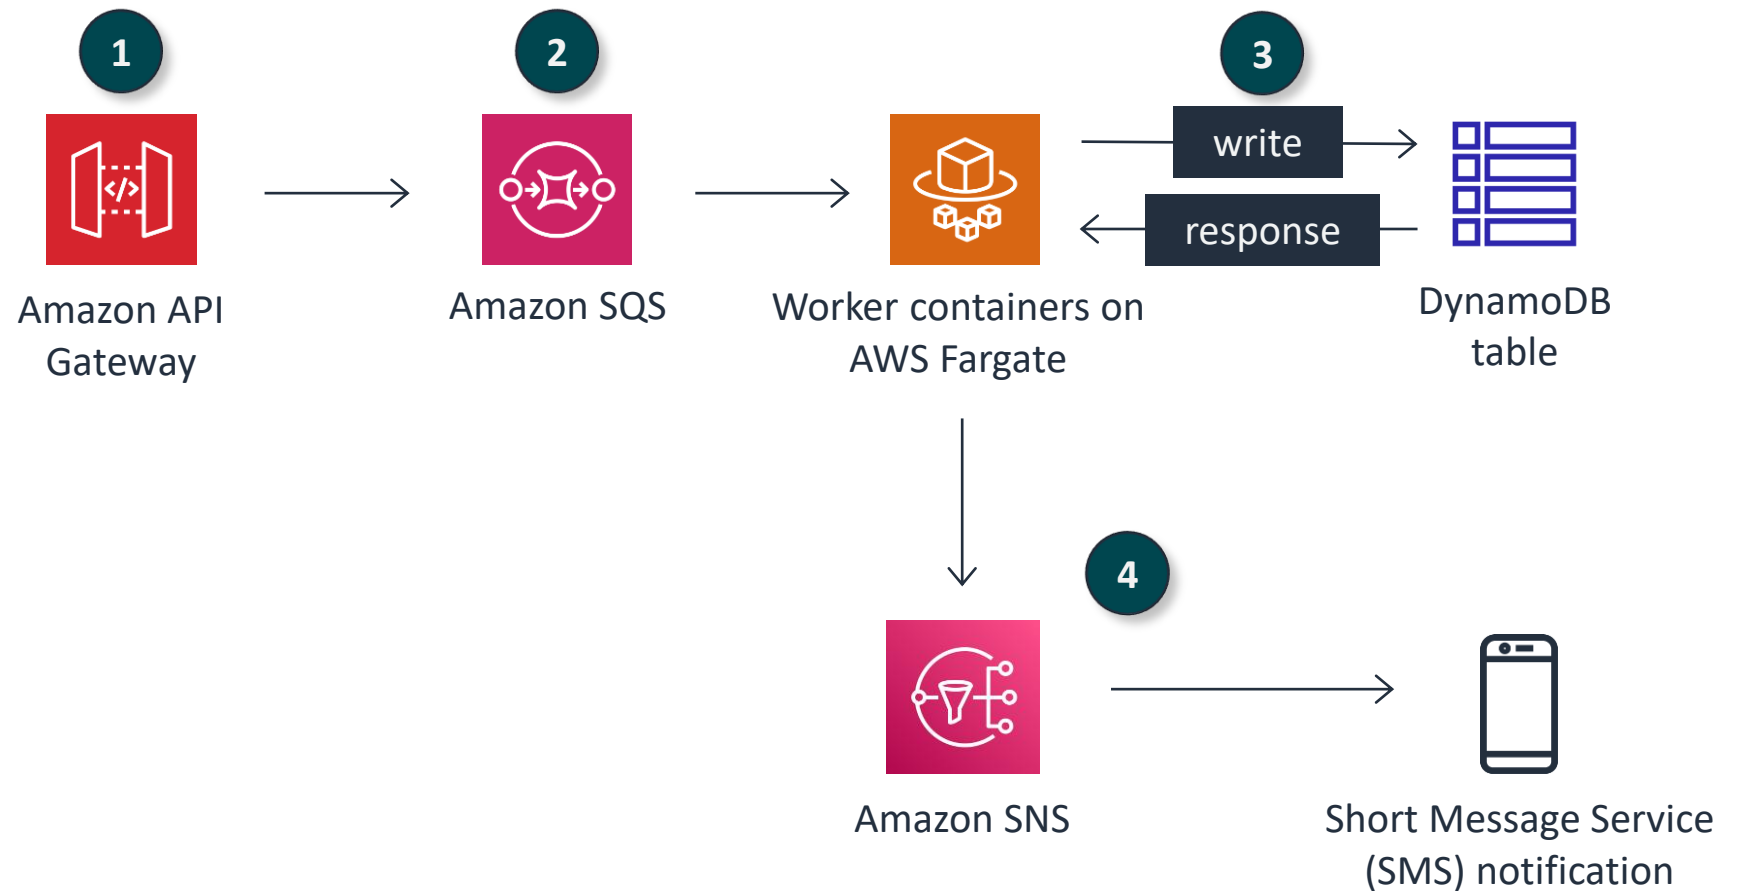 1
2
3
write
response
Amazon API
Gateway
Amazon SQS
Worker containers on
AWS Fargate
DynamoDB
table
4
Amazon SNS
Short Message Service
(SMS) notification